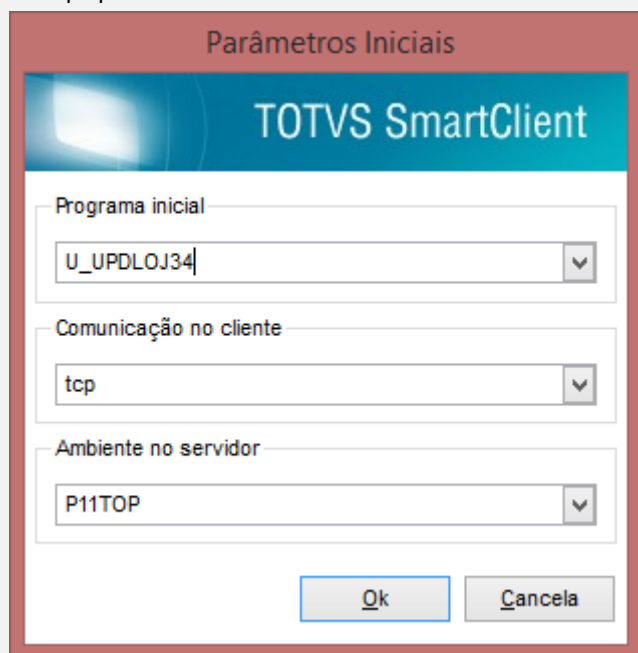 Parâmetros Iniciais
TOTVS SmartClient
Programa inicial
U_UPDLOJ34
Comunicação no cliente
tcp
Ambiente no servidor
P11TOP
Ok Cancela